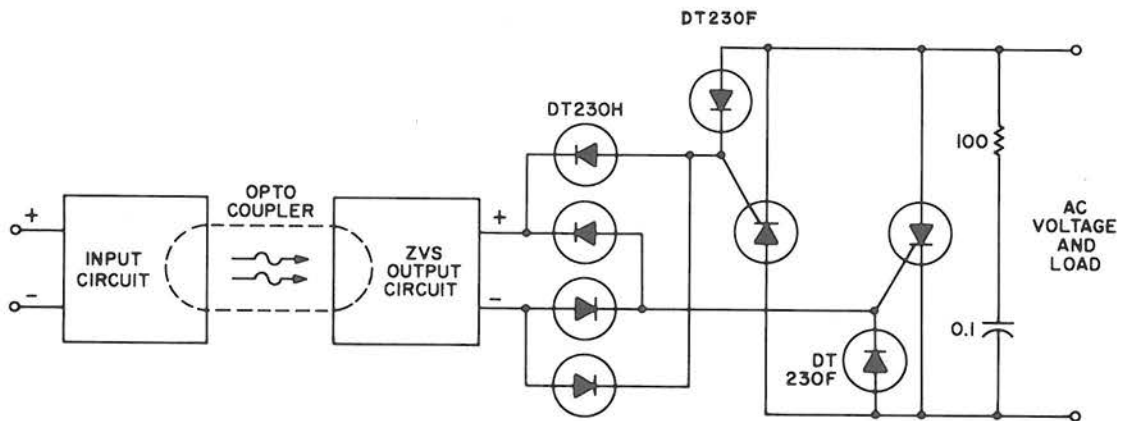 DT230F
DT230H
100
OPTO
COUPLER
+
+
AC
VOLTAGE
AND
LOAD
INPUT
CIRCUIT
ZVS
OUTPUT
CIRCUIT
-
-
0.1
DT
230F